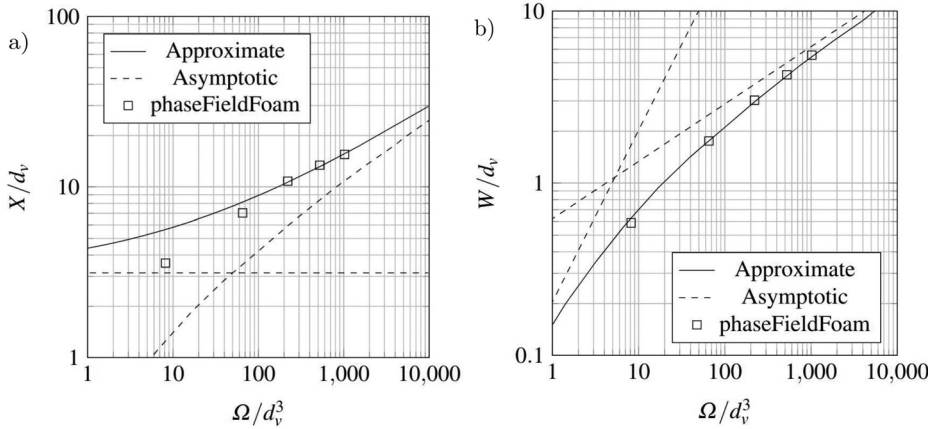 a)
100
10
1
X/d_v
Approximate
Asymptotic
phaseFieldFoam
1
10
100
1,000
10,000
Ω/d_v^3
b)
10
1
0.1
W/d_v
Approximate
Asymptotic
phaseFieldFoam
1
10
100
1,000
10,000
Ω/d_v^3